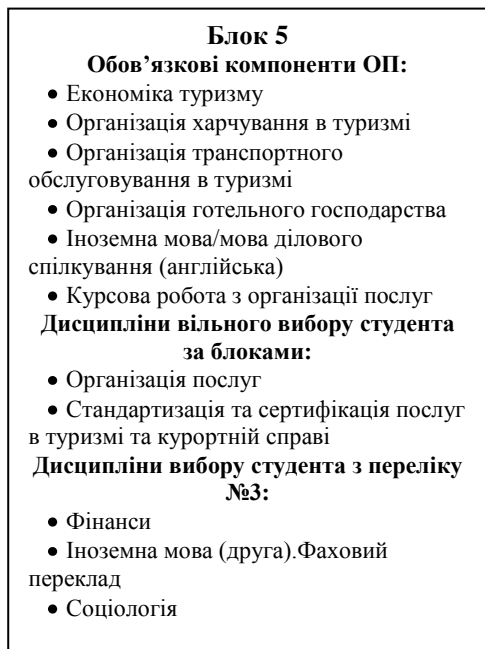 Блок 5
Обов’язкові компоненти ОП:
• Економіка туризму
• Організація харчування в туризмі
• Організація транспортного
обслуговування в туризмі
• Організація готельного господарства
• Іноземна мова/мова ділового
спілкування (англійська)
• Курсова робота з організації послуг
Дисципліни вільного вибору студента
за блоками:
• Організація послуг
• Стандартизація та сертифікація послуг
в туризмі та курортній справі
Дисципліни вибору студента з переліку
№3:
• Фінанси
• Іноземна мова (друга).Фаховий
переклад
• Соціологія